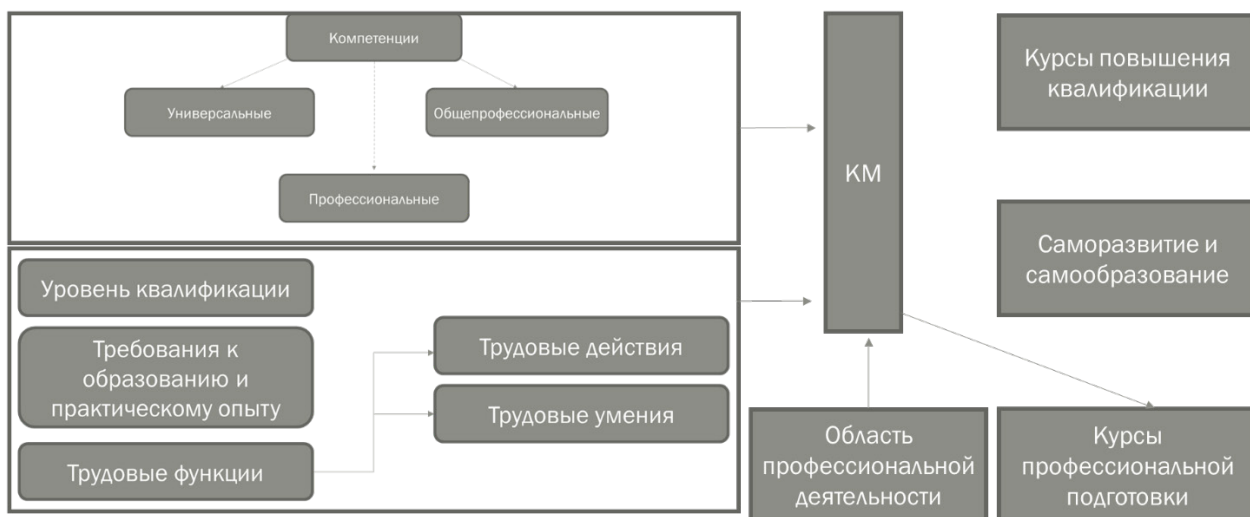 Компетенции
Универсальные
Общепрофессиональные
Профессиональные
Уровень квалификации
Требования к
образованию и
практическому опыту
Трудовые функции
Трудовые действия
Трудовые умения
КМ
Область
профессиональной
деятельности
Курсы повышения
квалификации
Саморазвитие и
самообразование
Курсы
профессиональной
подготовки